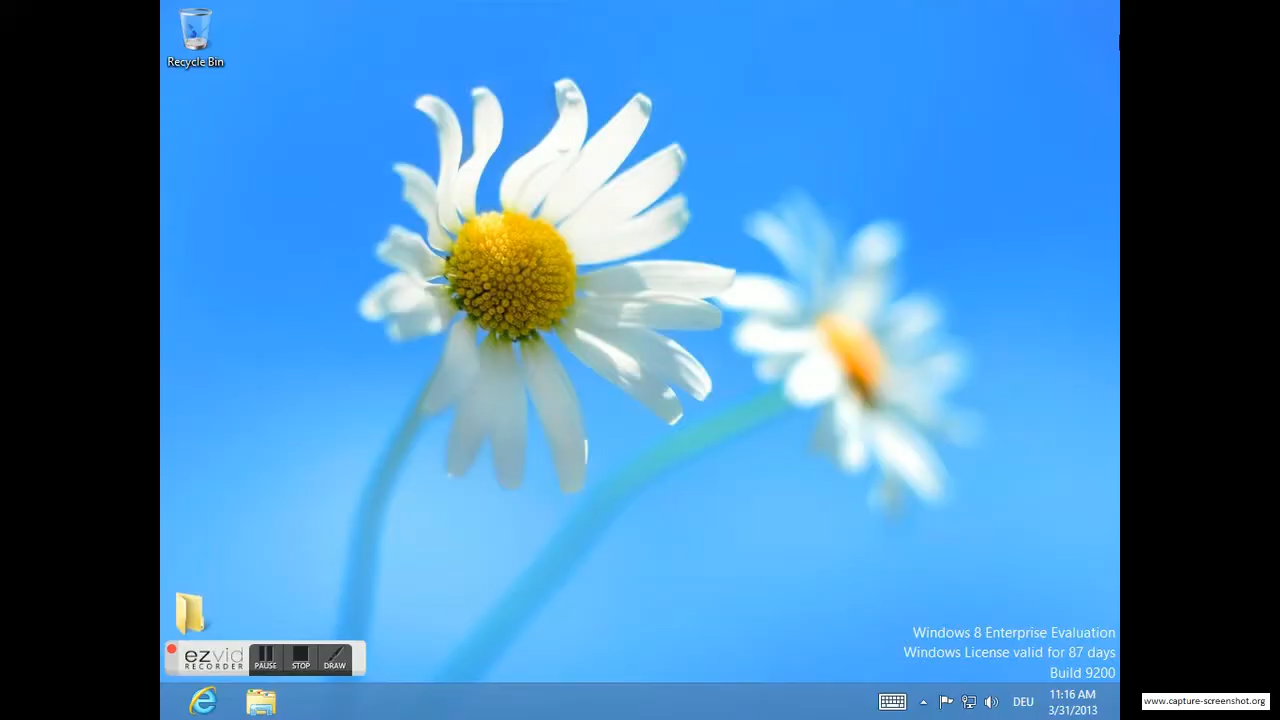 Recycle Bin
ezvid
RECORDER
PAUSE
STOP
DRAW
Windows 8 Enterprise Evaluation
Windows License valid for 87 days
Build 9200
DEU
11:16 AM
3/31/2013
www.capture-screenshot.org